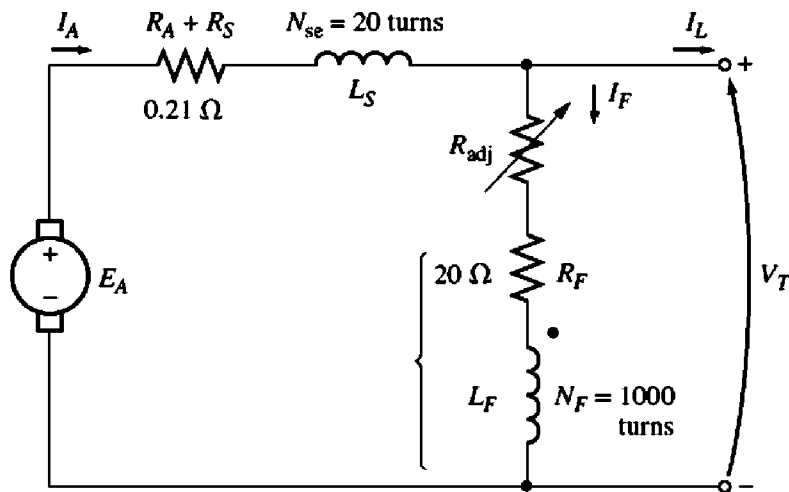 I_A
R_A + R_S
N_se = 20 turns
I_L
+
0.21 Ω
L_S
I_F
R_adj
+
−
E_A
20 Ω
R_F
V_T
L_F
N_F = 1000
turns
−